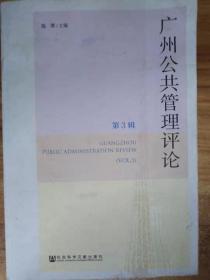 广州公共管理评论
第3辑
GUANGZHOU
PUBLIC ADMINISTRATION REVIEW
(VOL.3)
社会科学文献出版社